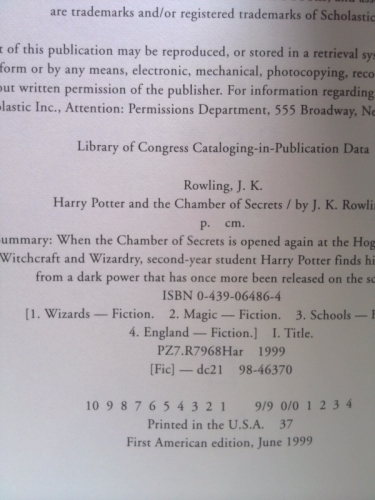 are trademarks and/or registered trademarks of Scholastic
t of this publication may be reproduced, or stored in a retrieval sys
form or by any means, electronic, mechanical, photocopying, reco
out written permission of the publisher. For information regarding
olastic Inc., Attention: Permissions Department, 555 Broadway, Ne
Library of Congress Cataloging-in-Publication Data
Rowling, J. K.
Harry Potter and the Chamber of Secrets / by J. K. Rowli
p. cm.
ummary: When the Chamber of Secrets is opened again at the Hog
Witchcraft and Wizardry, second-year student Harry Potter finds hi
from a dark power that has once more been released on the sc
ISBN 0-439-06486-4
[1. Wizards — Fiction. 2. Magic — Fiction. 3. Schools — F
4. England — Fiction.] I. Title.
PZ7.R7968Har 1999
[Fic] — dc21 98-46370
10 9 8 7 6 5 4 3 2 1 9/9 0/0 1 2 3 4
Printed in the U.S.A. 37
First American edition, June 1999